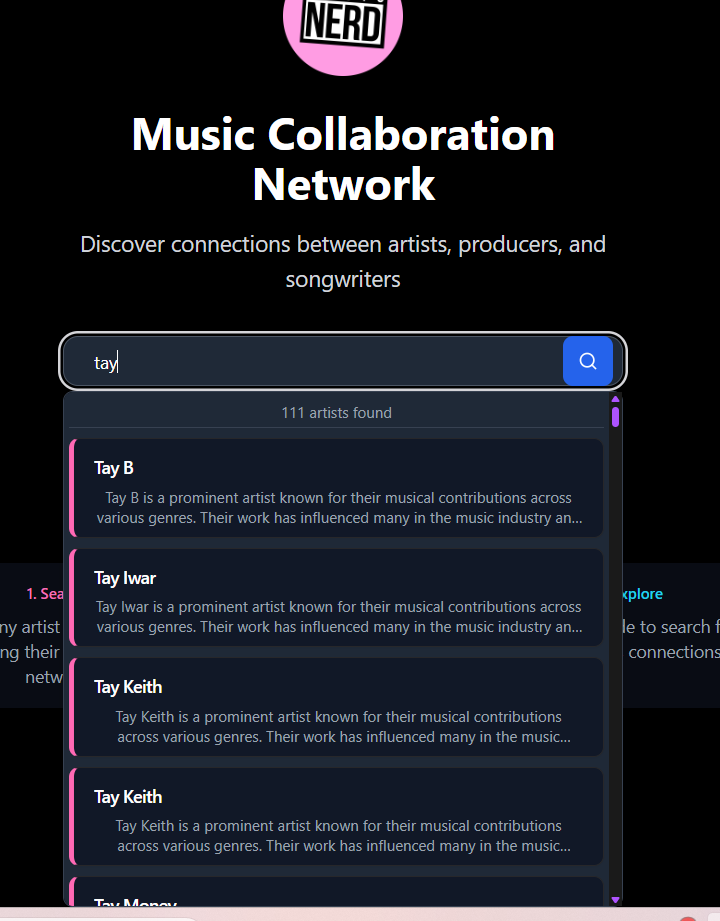 NERD
Music Collaboration
Network
Discover connections between artists, producers, and
songwriters
tay
111 artists found
Tay B
Tay B is a prominent artist known for their musical contributions across
various genres. Their work has influenced many in the music industry an...
Tay Iwar
Tay Iwar is a prominent artist known for their musical contributions across
various genres. Their work has influenced many in the music industry an...
1. Sea
xplore
ny artist
le to search f
ng their
connections
netw
Tay Keith
Tay Keith is a prominent artist known for their musical contributions
across various genres. Their work has influenced many in the music...
Tay Keith
Tay Keith is a prominent artist known for their musical contributions
across various genres. Their work has influenced many in the music...
Tay Money